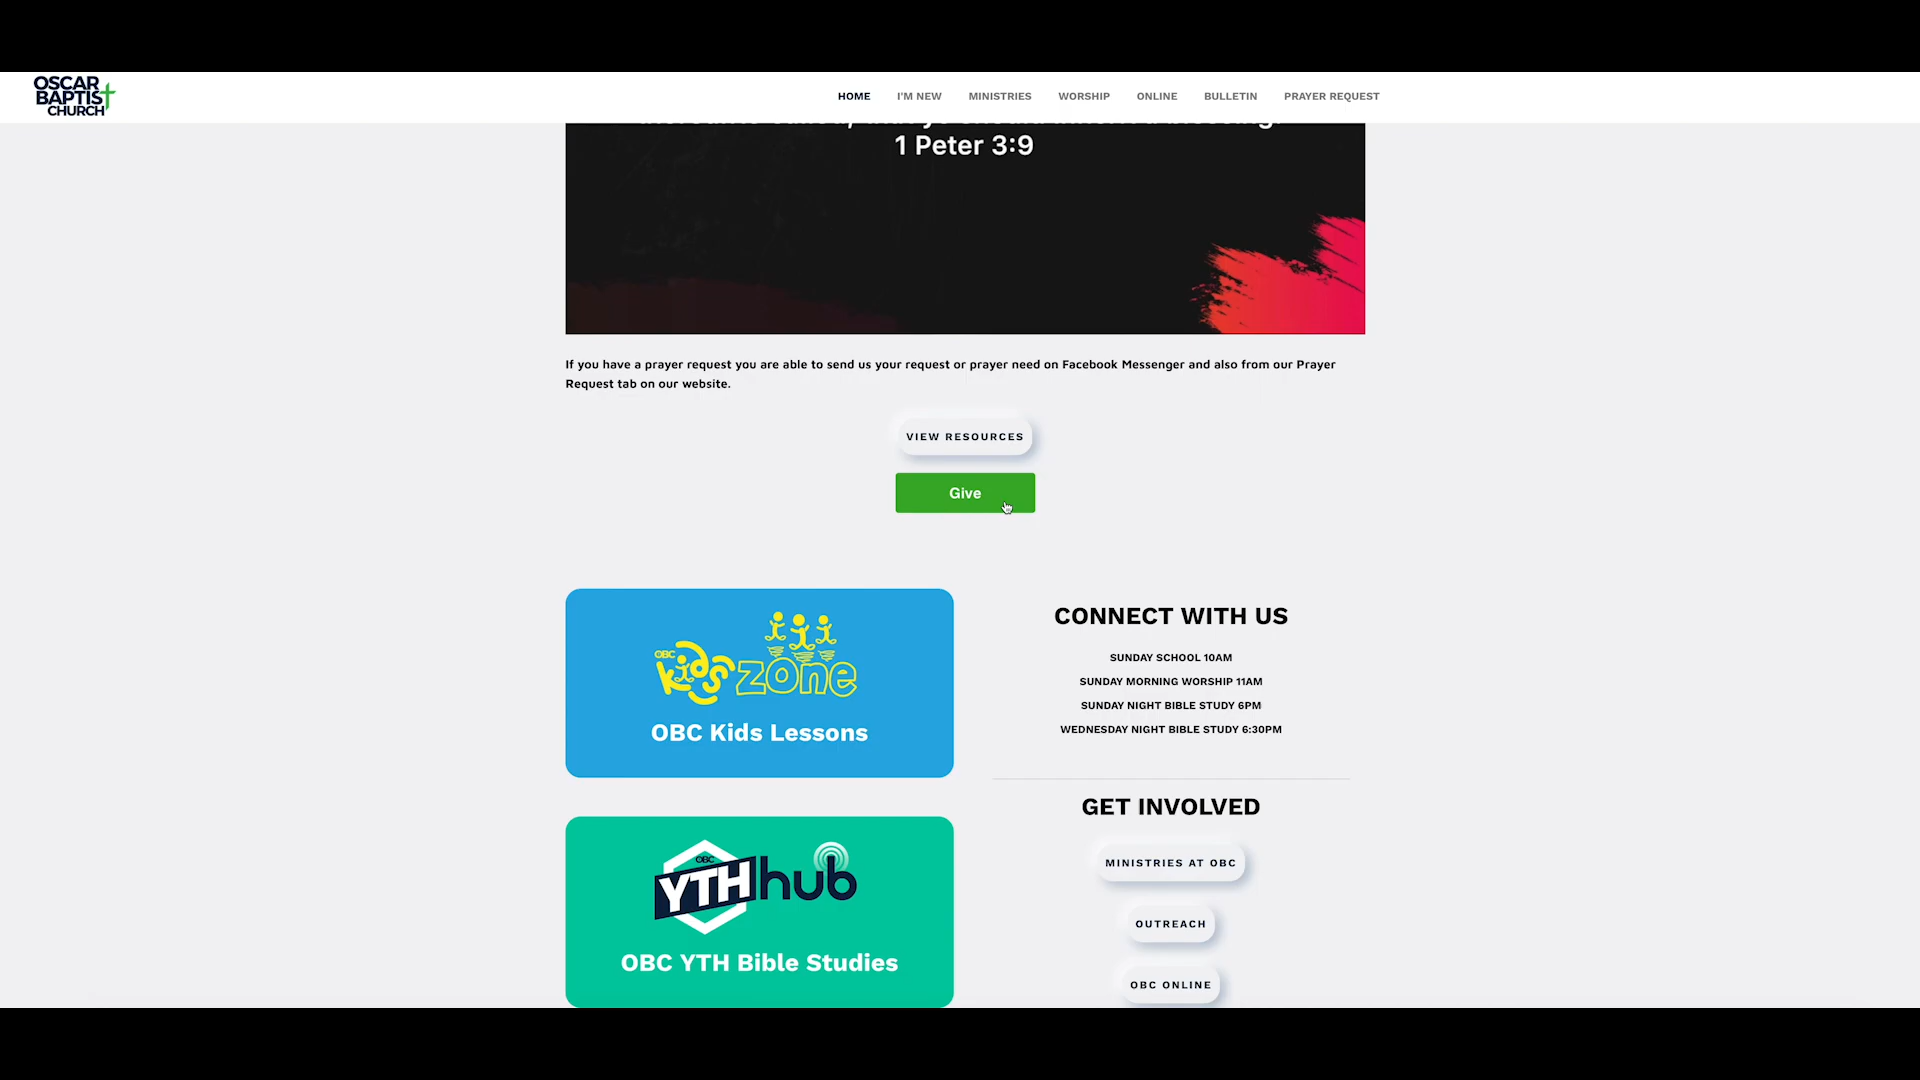 OSCAR
BAPTIST
CHURCH
HOME I'M NEW MINISTRIES WORSHIP ONLINE BULLETIN PRAYER REQUEST
1 Peter 3:9
If you have a prayer request you are able to send us your request or prayer need on Facebook Messenger and also from our Prayer
Request tab on our website.
VIEW RESOURCES
Give
OBC kids zone
OBC Kids Lessons
CONNECT WITH US
SUNDAY SCHOOL 10AM
SUNDAY MORNING WORSHIP 11AM
SUNDAY NIGHT BIBLE STUDY 6PM
WEDNESDAY NIGHT BIBLE STUDY 6:30PM
OBC
YTH hub
OBC YTH Bible Studies
GET INVOLVED
MINISTRIES AT OBC
OUTREACH
OBC ONLINE